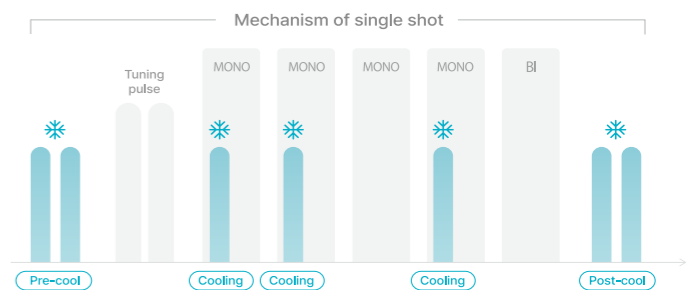 Mechanism of single shot
Tuning
pulse
MONO
MONO
MONO
MONO
BI
Pre-cool
Cooling
Cooling
Cooling
Post-cool